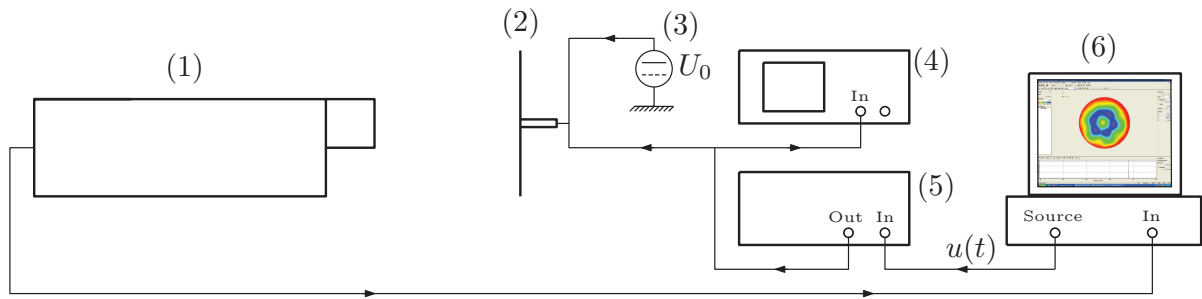 (1)
(2)
(3)
U₀
(4)
In
(5)
Out In
(6)
Source In
u(t)